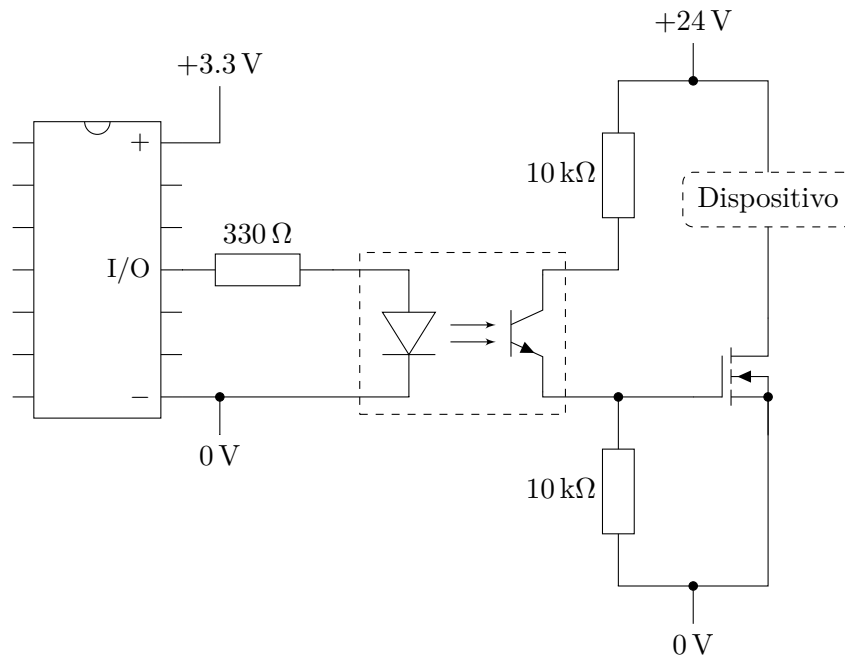 +24 V
+3.3 V
+
10 kΩ
Dispositivo
330 Ω
I/O
−
0 V
10 kΩ
0 V